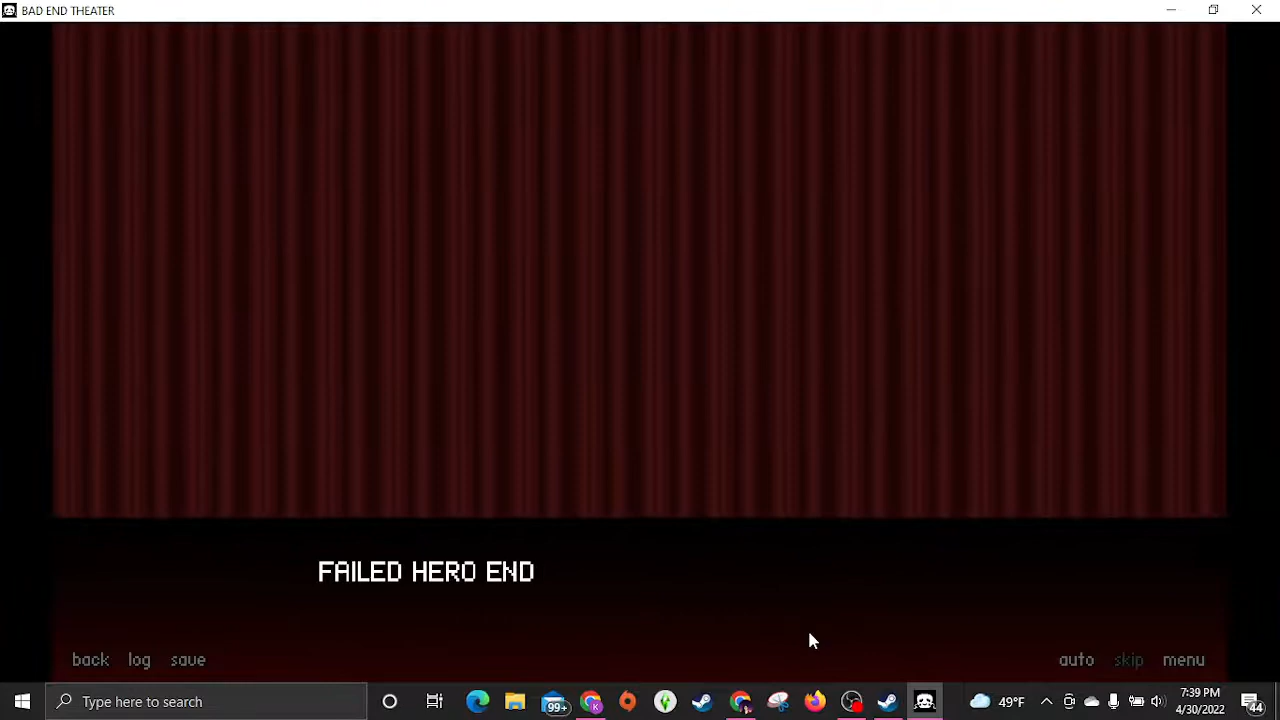 BAD END THEATER
FAILED HERO END
back log save
auto skip menu
Type here to search
99+
K
49°F
7:39 PM
4/30/2022
44